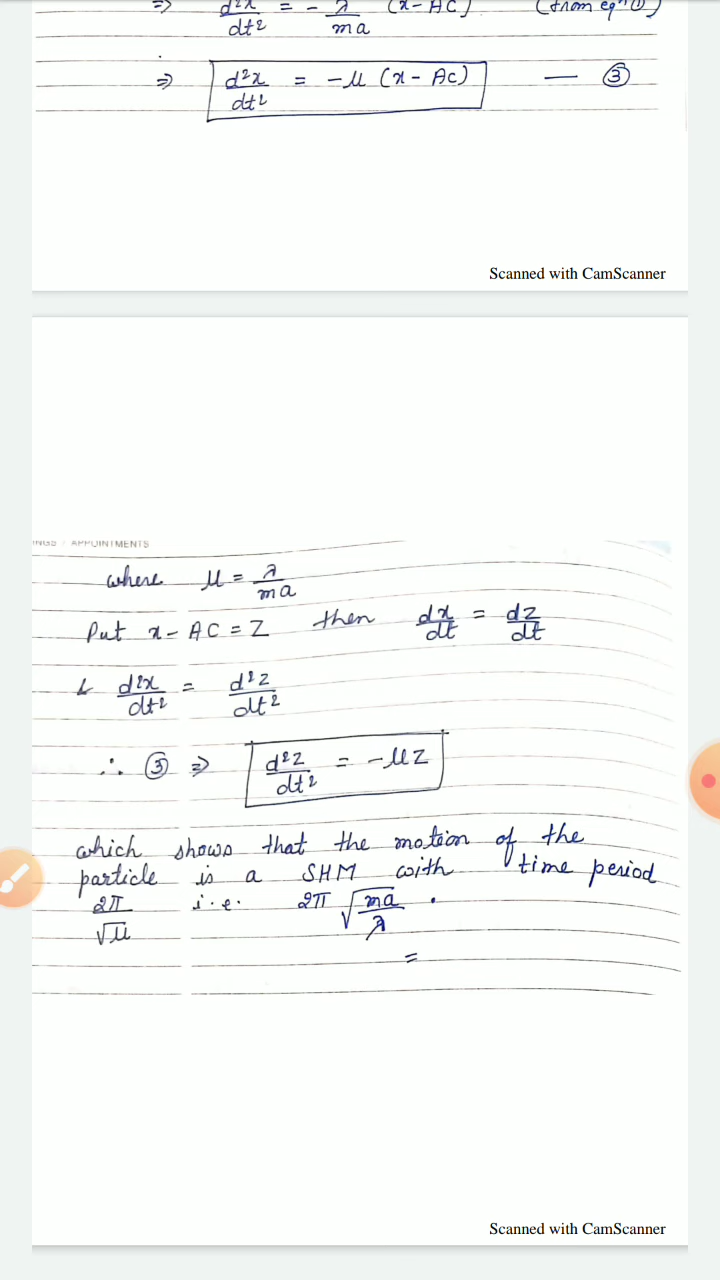 ⇒ d²x/dt² = - λ/ma (x - AC) (from eqⁿ ①)
⇒ d²x/dt² = -μ (x - AC) — ③
Scanned with CamScanner
APPOINTMENTS
where μ = λ/ma
Put x - AC = Z then dx/dt = dz/dt
& d²x/dt² = d²z/dt²
∴ ③ ⇒ d²z/dt² = -μz
which shows that the motion of the
particle is a SHM with time period
2π/√μ i.e. 2π √(ma/λ) .
=
Scanned with CamScanner